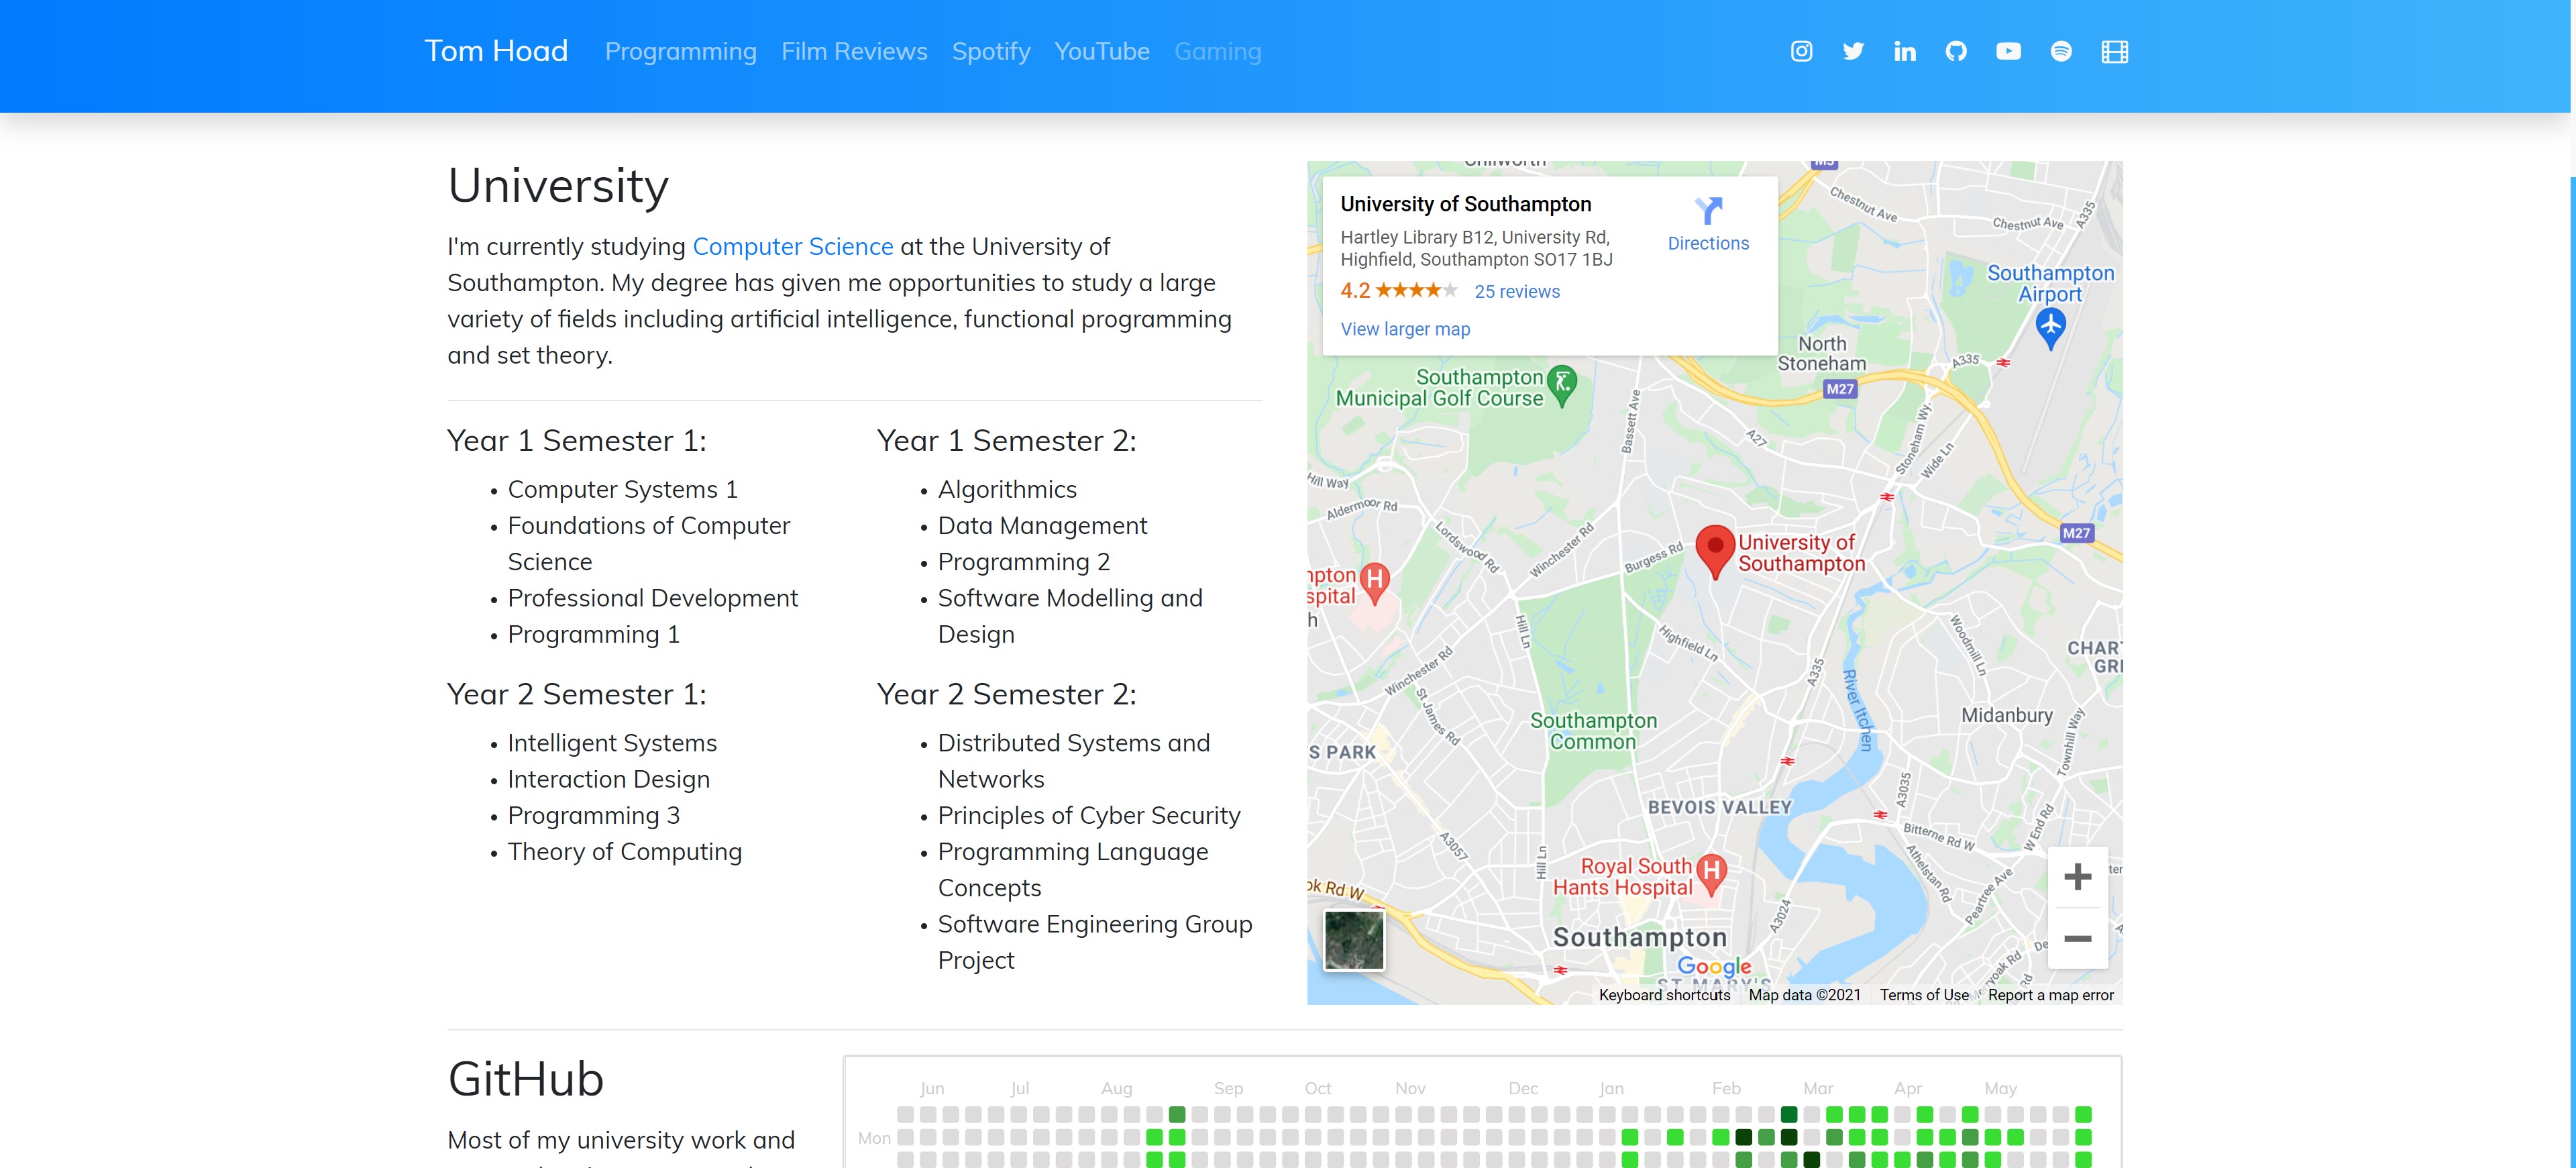 Tom Hoad
Programming
Film Reviews
Spotify
YouTube
Gaming
University
I'm currently studying Computer Science at the University of
Southampton. My degree has given me opportunities to study a large
variety of fields including artificial intelligence, functional programming
and set theory.
Year 1 Semester 1:
Computer Systems 1
Foundations of Computer
Science
Professional Development
Programming 1
Year 1 Semester 2:
Algorithmics
Data Management
Programming 2
Software Modelling and
Design
Year 2 Semester 1:
Intelligent Systems
Interaction Design
Programming 3
Theory of Computing
Year 2 Semester 2:
Distributed Systems and
Networks
Principles of Cyber Security
Programming Language
Concepts
Software Engineering Group
Project
University of Southampton
Hartley Library B12, University Rd,
Highfield, Southampton SO17 1BJ
4.2
25 reviews
View larger map
Directions
M3
Chestnut Ave
Chestnut Ave
A335
Southampton
Airport
North
Stoneham
A335
M27
Southampton
Municipal Golf Course
Bassett Ave
A27
Stoneham Wy.
Wide Ln
Hill Way
Aldermoor Rd
Lordswood Rd
Winchester Rd
Burgess Rd
University of
Southampton
M27
H
Hill Ln
Highfield Ln
Woodmill Ln
Winchester Rd
A335
St James Rd
River Itchen
Southampton
Common
Midanbury
Townhill Way
S PARK
BEVOIS VALLEY
A3035
A3057
Hill Ln
Bitterne Rd W
W End Rd
Athelstan Rd
Peartree Ave
Royal South
Hants Hospital
H
A3024
ok Rd W
Southampton
Google
ST MARY'S
Keyboard shortcuts
Map data ©2021
Terms of Use
Report a map error
GitHub
Most of my university work and
Jun
Jul
Aug
Sep
Oct
Nov
Dec
Jan
Feb
Mar
Apr
May
Mon